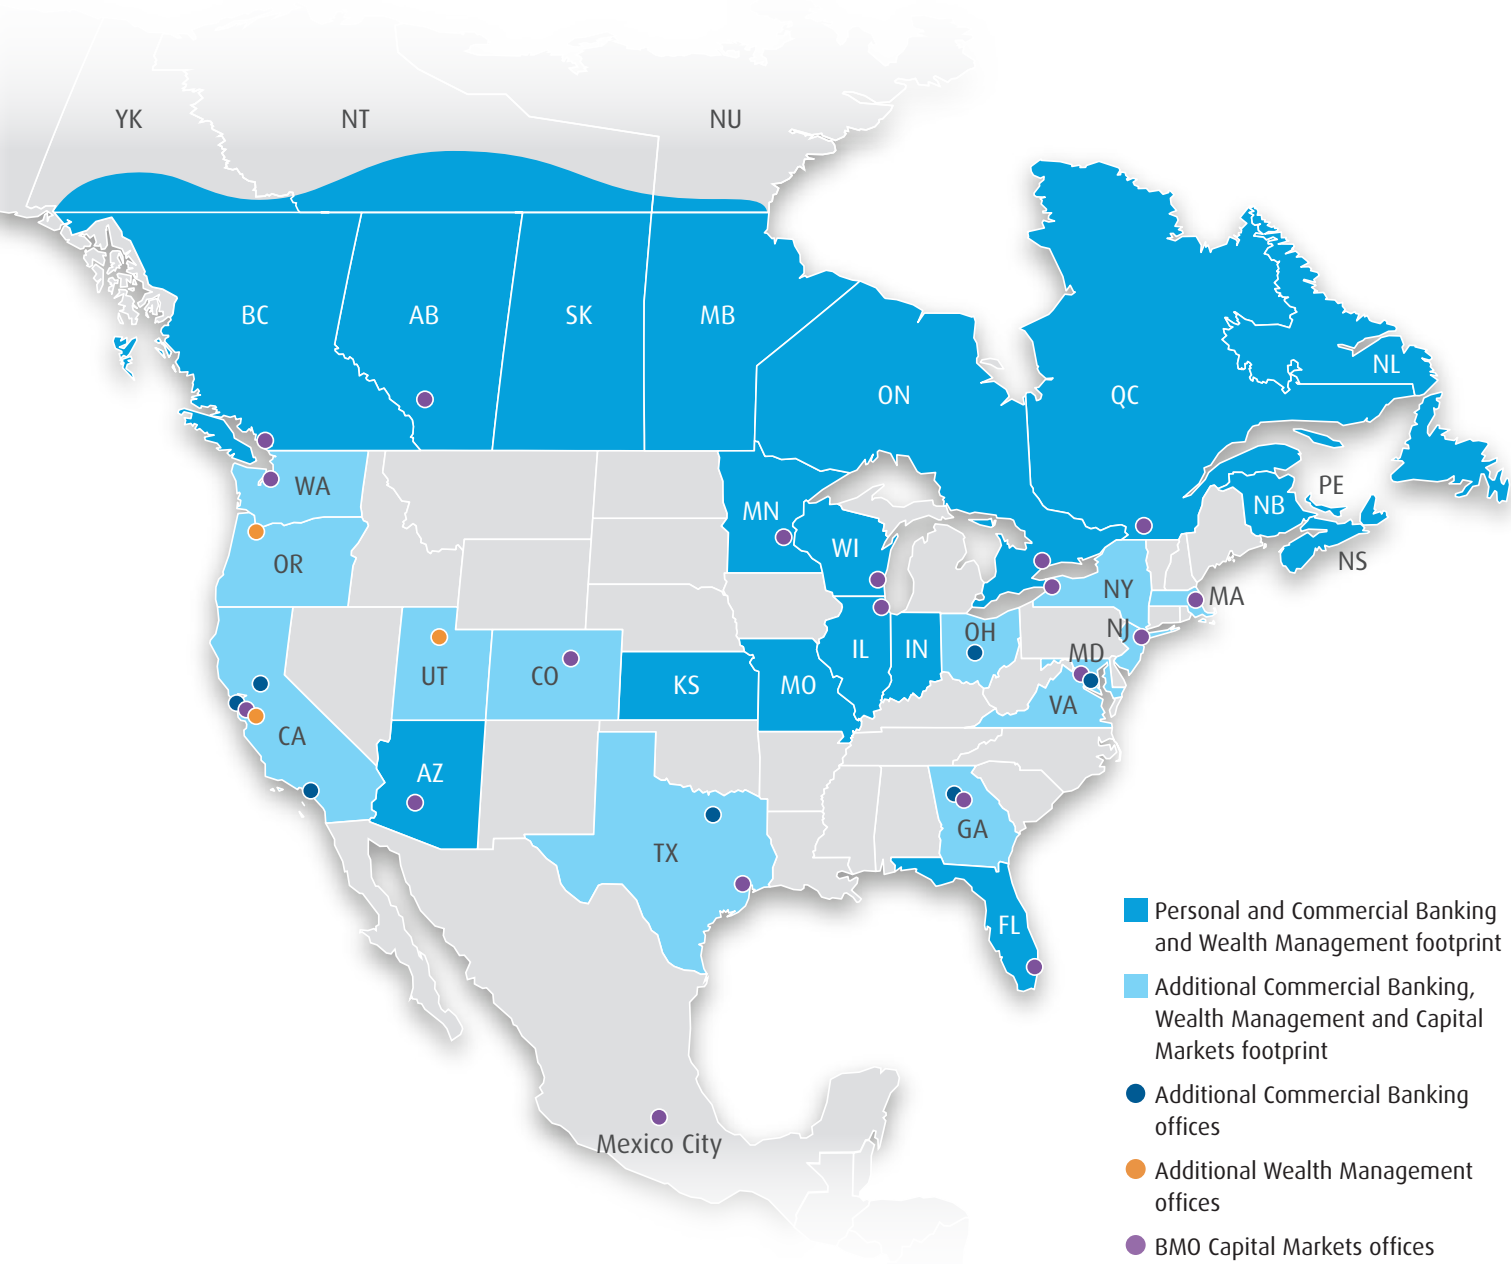 YK
NT
NU
BC
AB
SK
MB
ON
QC
NL
PE
NB
NS
WA
OR
MN
WI
NY
MA
NJ
OH
MD
IL
IN
UT
CO
KS
MO
VA
CA
AZ
GA
TX
FL
Mexico City
Personal and Commercial Banking
and Wealth Management footprint
Additional Commercial Banking,
Wealth Management and Capital
Markets footprint
Additional Commercial Banking
offices
Additional Wealth Management
offices
BMO Capital Markets offices